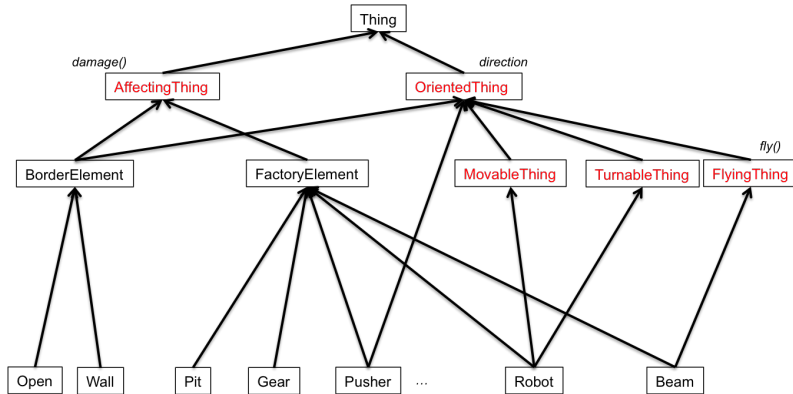 Thing
damage()
direction
AffectingThing
OrientedThing
fly()
BorderElement
FactoryElement
MovableThing
TurnableThing
FlyingThing
Open
Wall
Pit
Gear
Pusher
...
Robot
Beam